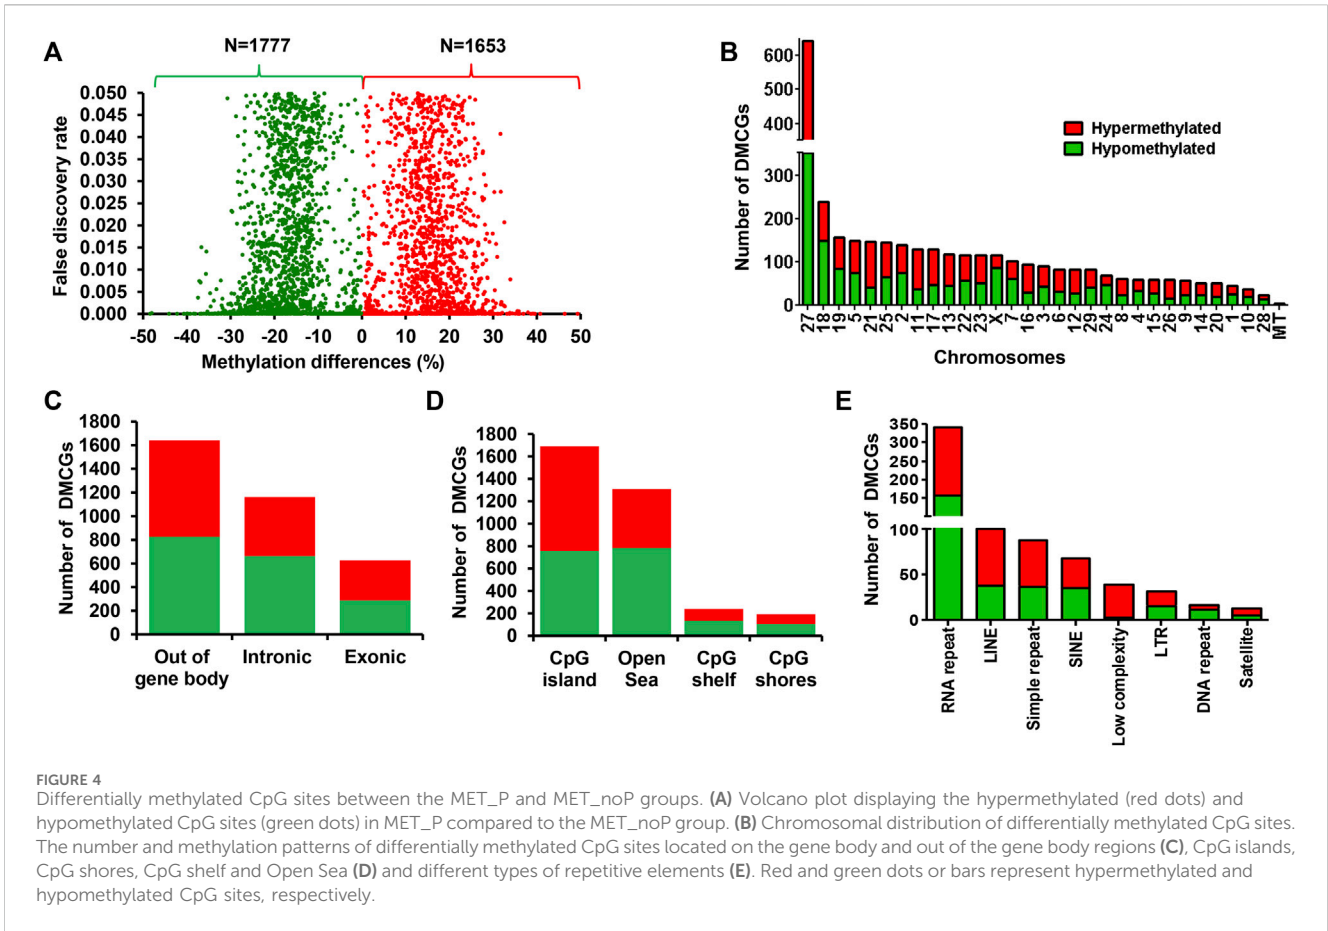 A
N=1777
N=1653
False discovery rate
0.050
0.045
0.040
0.035
0.030
0.025
0.020
0.015
0.010
0.005
0.000
-50 -40 -30 -20 -10 0 10 20 30 40 50
Methylation differences (%)
B
Number of DMCGs
600
500
400
300
200
100
0
Hypermethylated
Hypomethylated
27 18 19 5 21 25 2 11 17 13 22 23 X 7 16 3 6 12 29 24 8 4 15 26 9 14 20 1 10 28 MT
Chromosomes
C
Number of DMCGs
1800
1600
1400
1200
1000
800
600
400
200
0
Out of Intronic Exonic
gene body
D
Number of DMCGs
1800
1600
1400
1200
1000
800
600
400
200
0
CpG Open CpG CpG
island Sea shelf shores
E
Number of DMCGs
350
300
250
200
150
100
50
0
RNA repeat
LINE
Simple repeat
SINE
Low complexity
LTR
DNA repeat
Satellite
FIGURE 4
Differentially methylated CpG sites between the MET_P and MET_noP groups. (A) Volcano plot displaying the hypermethylated (red dots) and
hypomethylated CpG sites (green dots) in MET_P compared to the MET_noP group. (B) Chromosomal distribution of differentially methylated CpG sites.
The number and methylation patterns of differentially methylated CpG sites located on the gene body and out of the gene body regions (C), CpG islands,
CpG shores, CpG shelf and Open Sea (D) and different types of repetitive elements (E). Red and green dots or bars represent hypermethylated and
hypomethylated CpG sites, respectively.